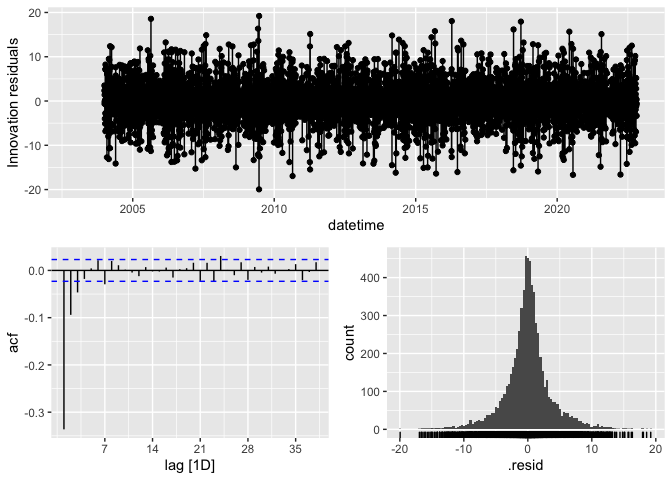 20
10
0
-10
-20
Innovation residuals
2005 2010 2015 2020
datetime
0.0
-0.1
-0.2
-0.3
acf
7 14 21 28 35
lag [1D]
400
300
200
100
0
count
-20 -10 0 10 20
.resid